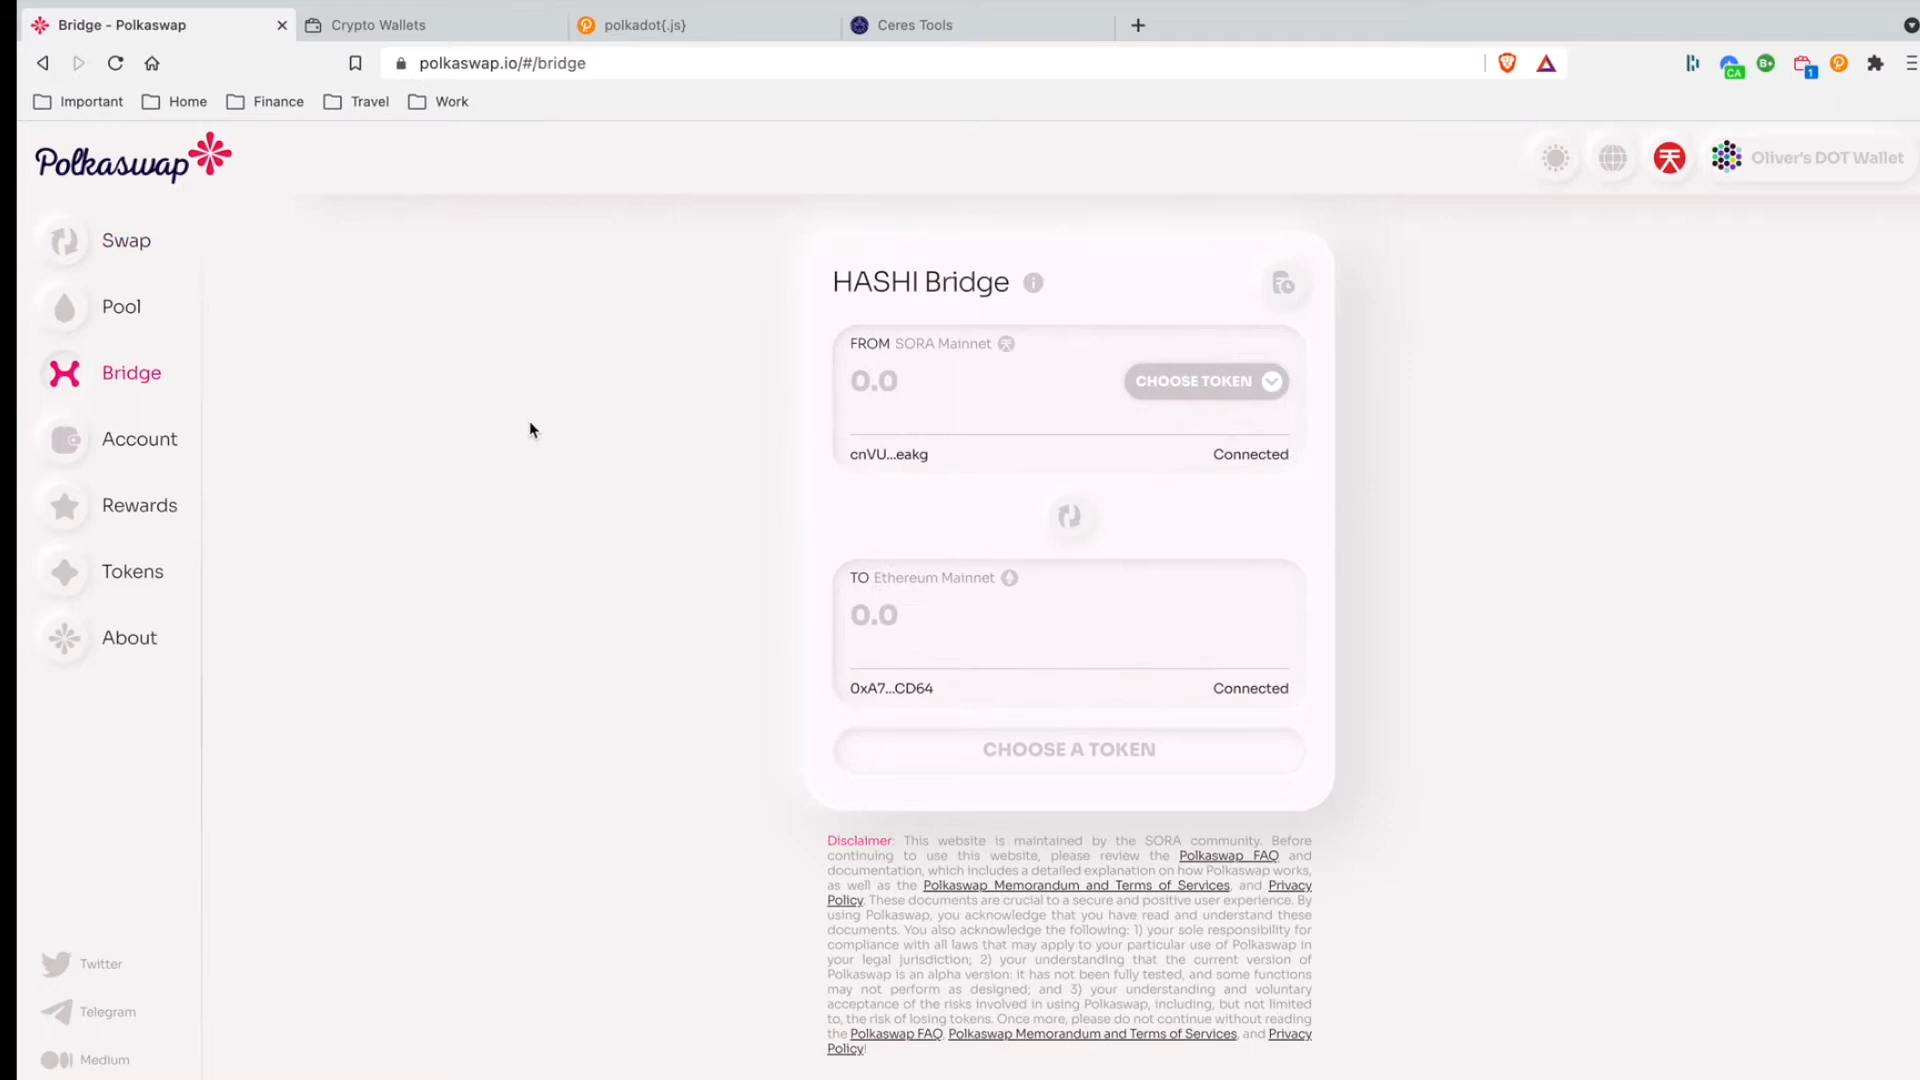 Bridge - Polkaswap
Crypto Wallets
polkadot{.js}
Ceres Tools
polkaswap.io/#/bridge
CA
B+
1
Important
Home
Finance
Travel
Work
Polkaswap
Oliver's DOT Wallet
Swap
Pool
Bridge
Account
Rewards
Tokens
About
HASHI Bridge
FROM SORA Mainnet
0.0
CHOOSE TOKEN
cnVU...eakg
Connected
TO Ethereum Mainnet
0.0
0xA7...CD64
Connected
CHOOSE A TOKEN
Disclaimer: This website is maintained by the SORA community. Before
continuing to use this website, please review the Polkaswap FAQ and
documentation, which includes a detailed explanation on how Polkaswap works,
as well as the Polkaswap Memorandum and Terms of Services, and Privacy
Policy. These documents are crucial to a secure and positive user experience. By
using Polkaswap, you acknowledge that you have read and understand these
documents. You also acknowledge the following: 1) your sole responsibility for
compliance with all laws that may apply to your particular use of Polkaswap in
your legal jurisdiction; 2) your understanding that the current version of
Polkaswap is an alpha version: it has not been fully tested, and some functions
may not perform as designed; and 3) your understanding and voluntary
acceptance of the risks involved in using Polkaswap, including, but not limited
to, the risk of losing tokens. Once more, please do not continue without reading
the Polkaswap FAQ, Polkaswap Memorandum and Terms of Services, and Privacy
Policy!
Twitter
Telegram
Medium